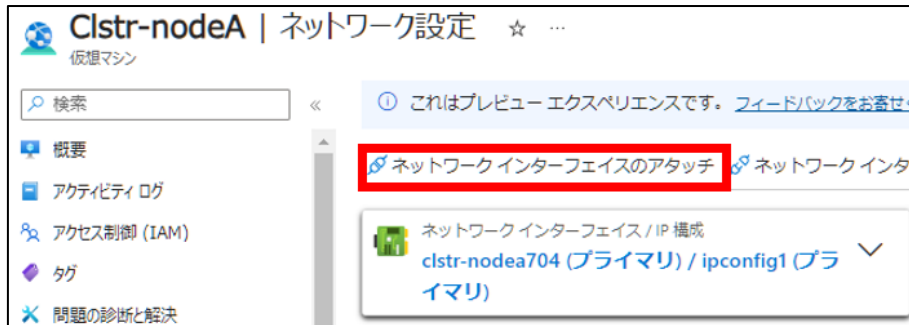 Clstr-nodeA | ネットワーク設定 ☆ …
仮想マシン
検索 «
これはプレビュー エクスペリエンスです。 フィードバックをお寄せ
概要
ネットワーク インターフェイスのアタッチ ネットワーク インタ
アクティビティ ログ
アクセス制御 (IAM)
ネットワーク インターフェイス / IP 構成
clstr-nodea704 (プライマリ) / ipconfig1 (プラ
イマリ)
タグ
問題の診断と解決